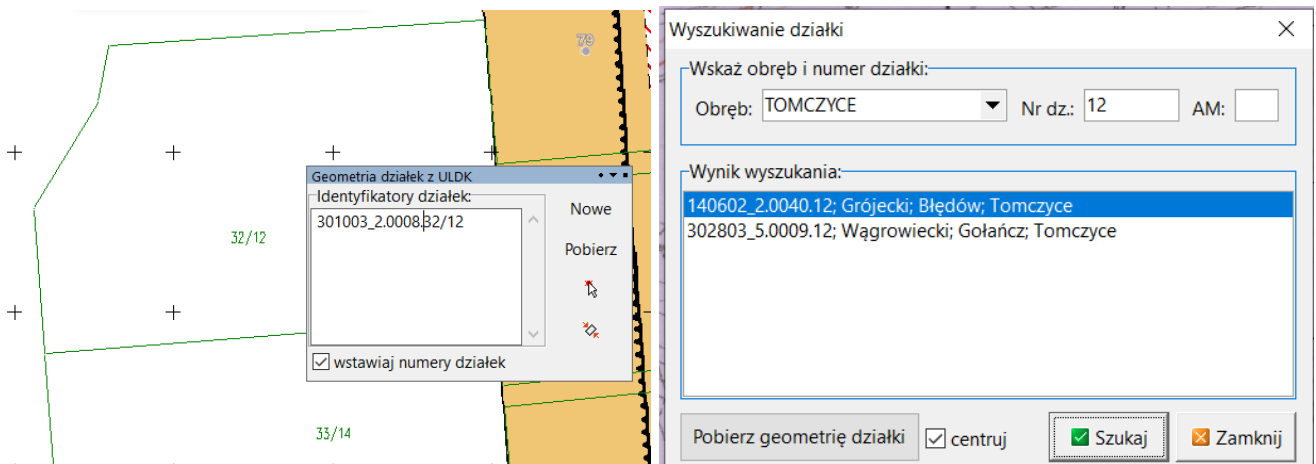 79
32/12
33/14
Geometria działek z ULDK
Identyfikatory działek:
301003_2.0008.32/12
Nowe
Pobierz
wstawiaj numery działek
Wyszukiwanie działki
Wskaż obręb i numer działki:
Obręb: TOMCZYCE Nr dz.: 12 AM:
Wynik wyszukania:
140602_2.0040.12; Grójecki; Błędów; Tomczyce
302803_5.0009.12; Wągrowiecki; Gołańcz; Tomczyce
Pobierz geometrię działki centruj Szukaj Zamknij